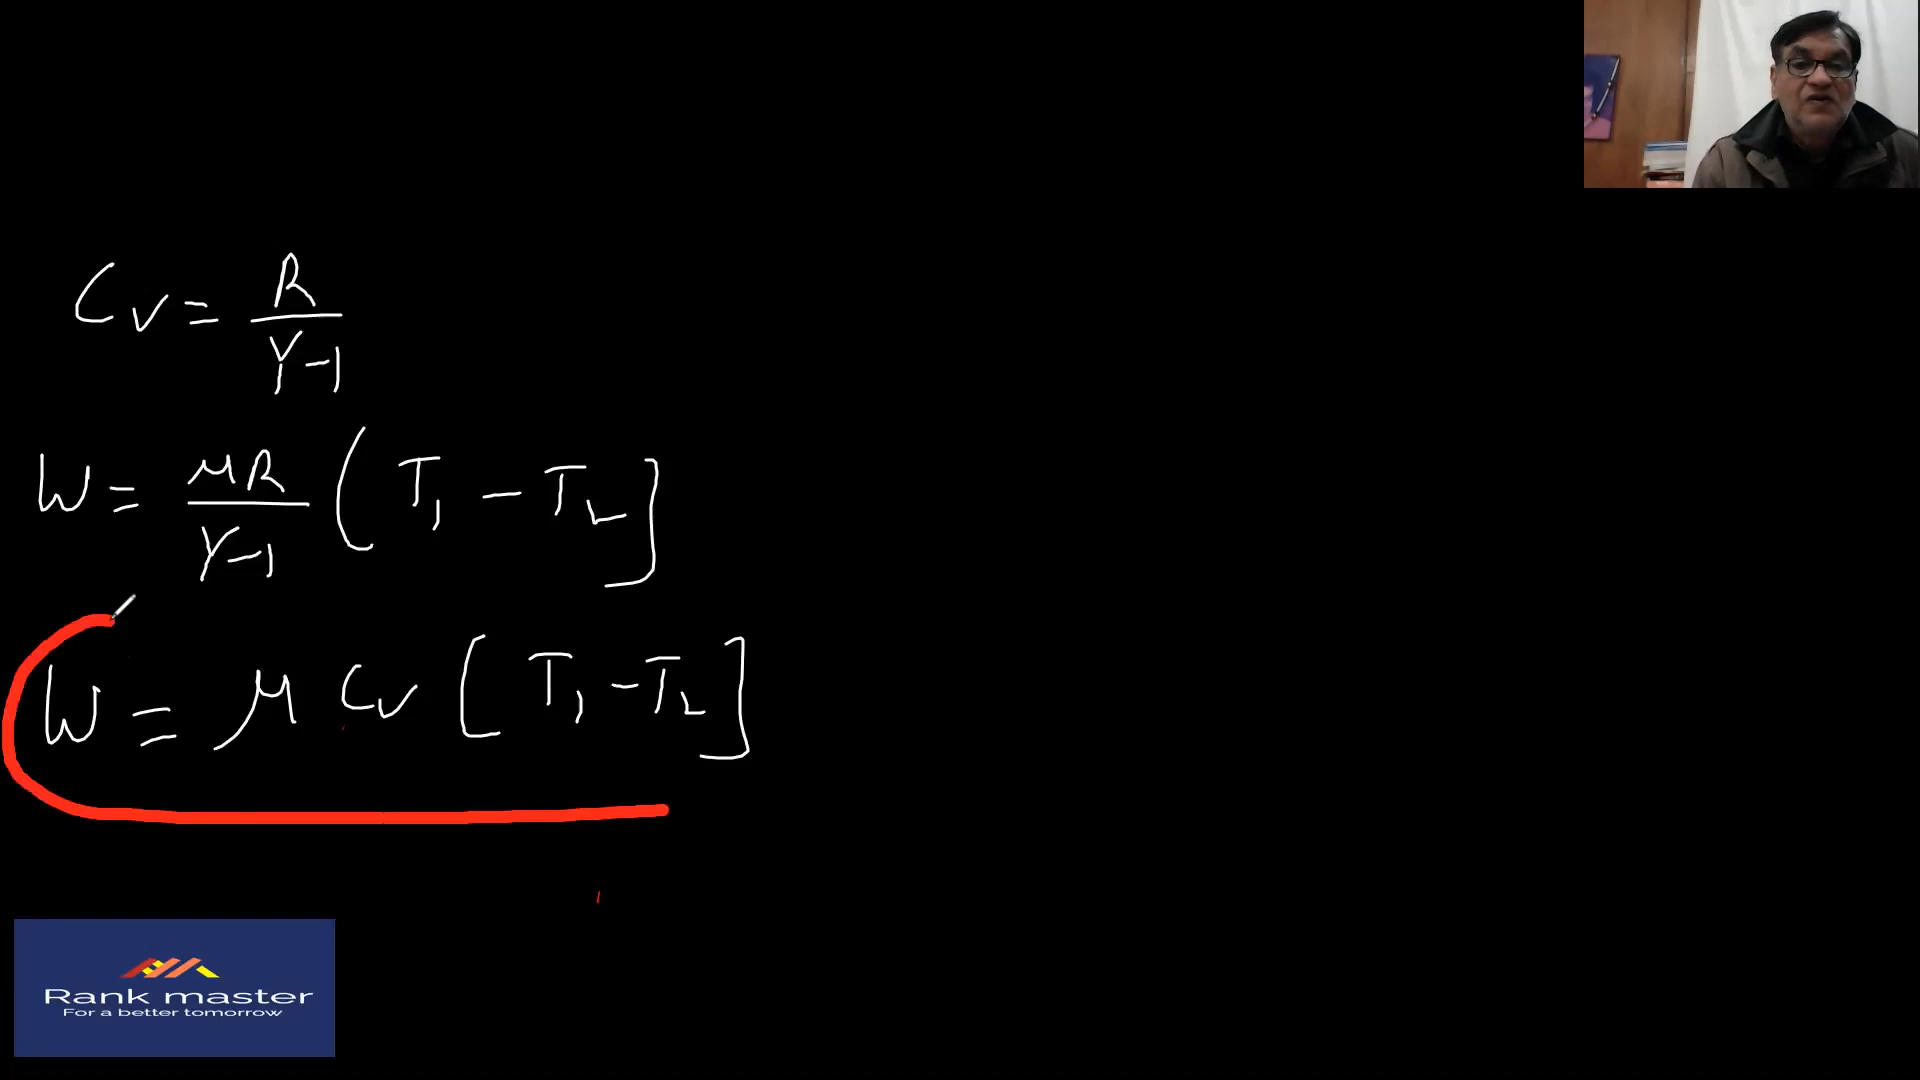 Cv = R/γ-1
W = μR/γ-1 (T1 - T2]
W = μ Cv [T1 - T2]
Rank master
For a better tomorrow